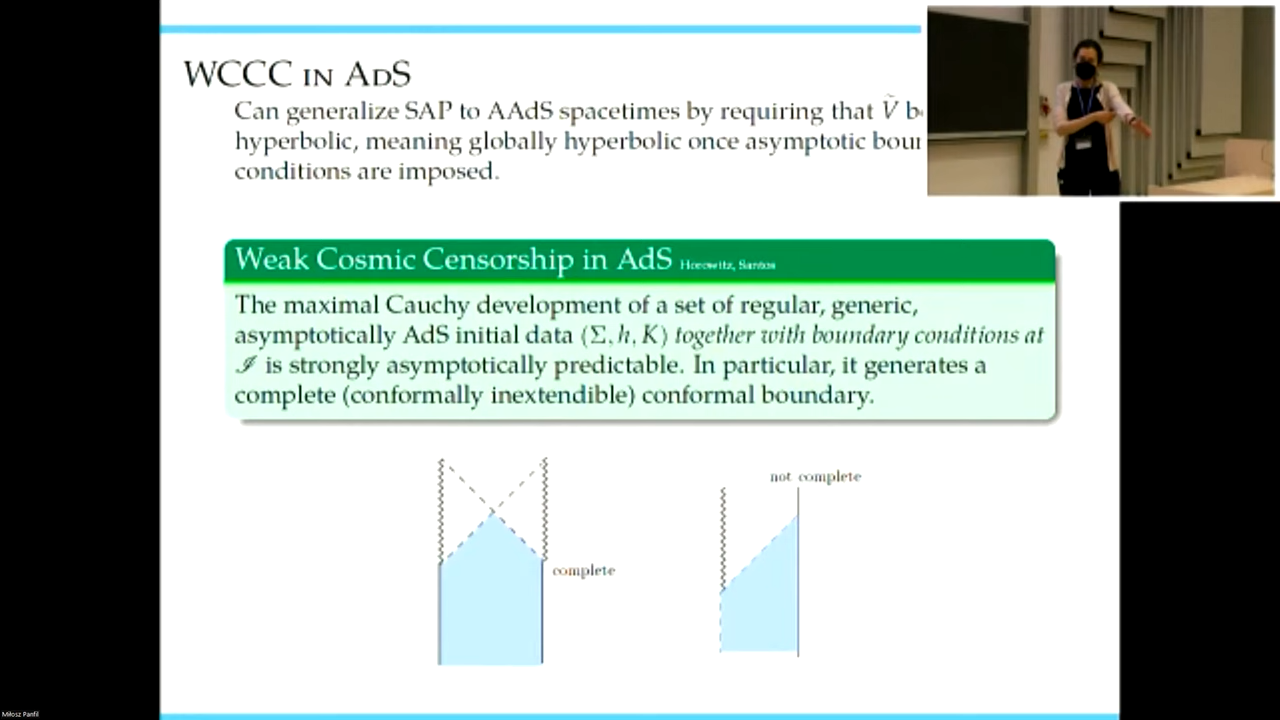 WCCC IN ADS
Can generalize SAP to AAdS spacetimes by requiring that Ṽ b
hyperbolic, meaning globally hyperbolic once asymptotic bour
conditions are imposed.
Weak Cosmic Censorship in AdS Horowitz, Santos
The maximal Cauchy development of a set of regular, generic,
asymptotically AdS initial data (Σ, h, K) together with boundary conditions at
ℐ is strongly asymptotically predictable. In particular, it generates a
complete (conformally inextendible) conformal boundary.
not complete
complete
Miłosz Panfil